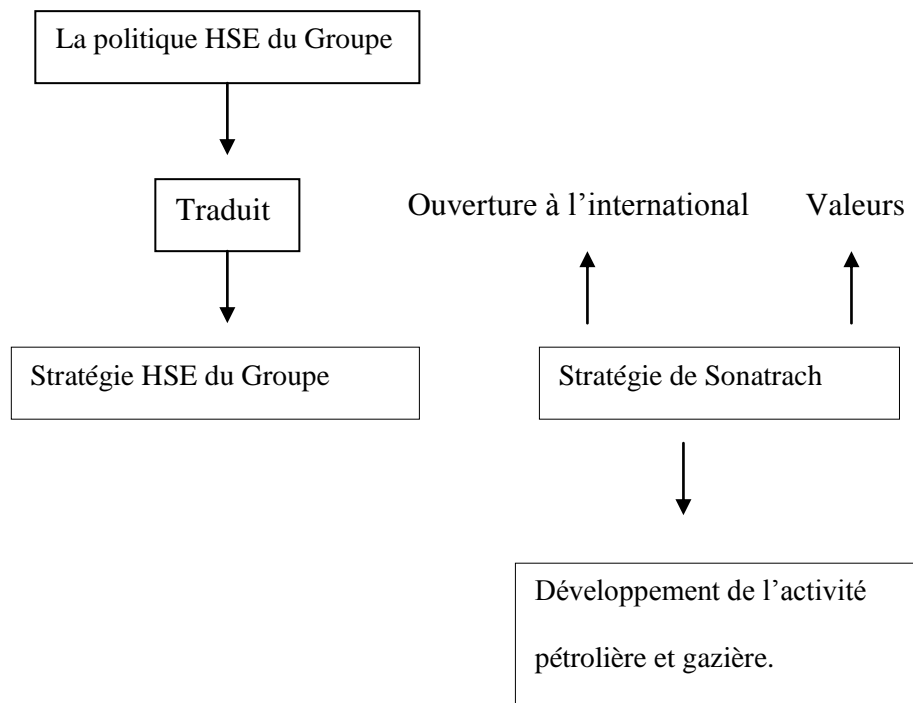 La politique HSE du Groupe
Traduit
Ouverture à l’international
Valeurs
Stratégie HSE du Groupe
Stratégie de Sonatrach
Développement de l’activité
pétrolière et gazière.